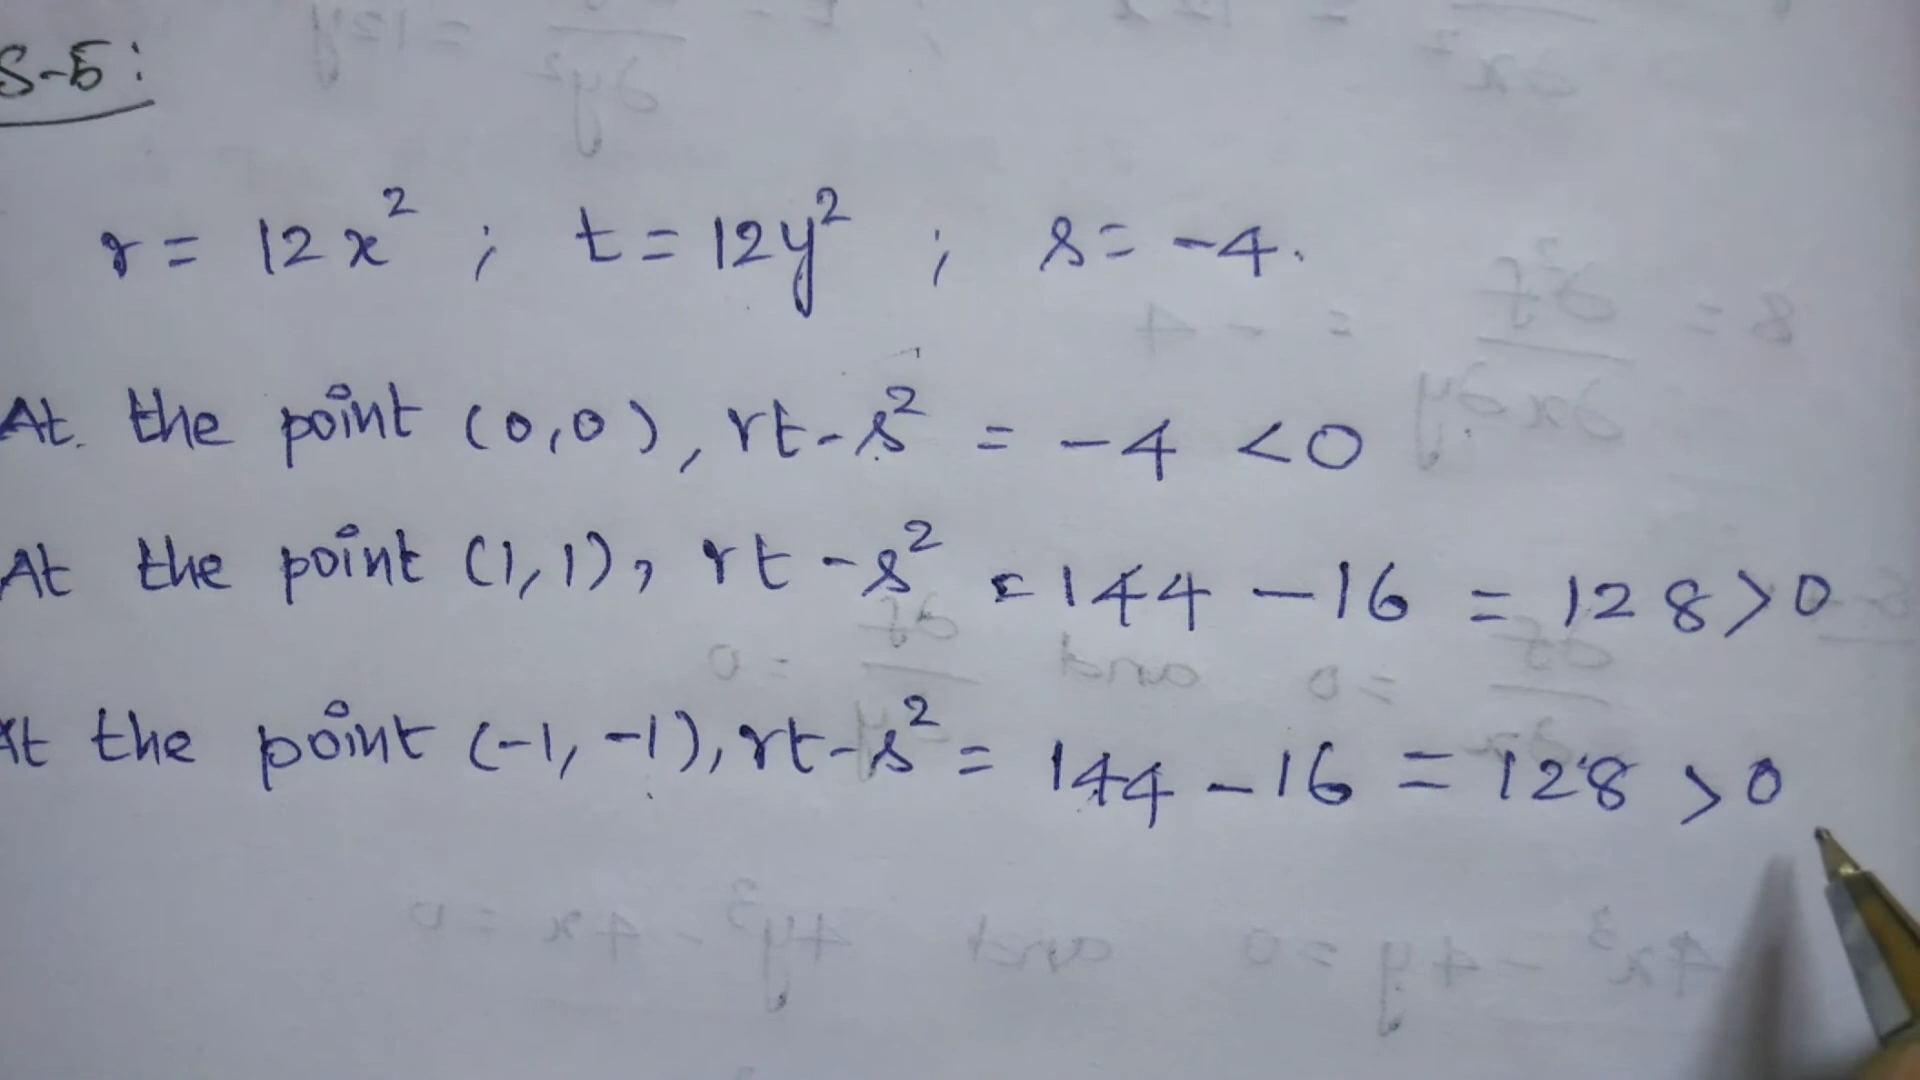 S-5:
r = 12x² ; t = 12y² ; s = -4.
At the point (0,0), rt-s² = -4 <0
At the point (1,1), rt-s² = 144 - 16 = 128 > 0
At the point (-1,-1), rt-s² = 144 - 16 = 128 > 0